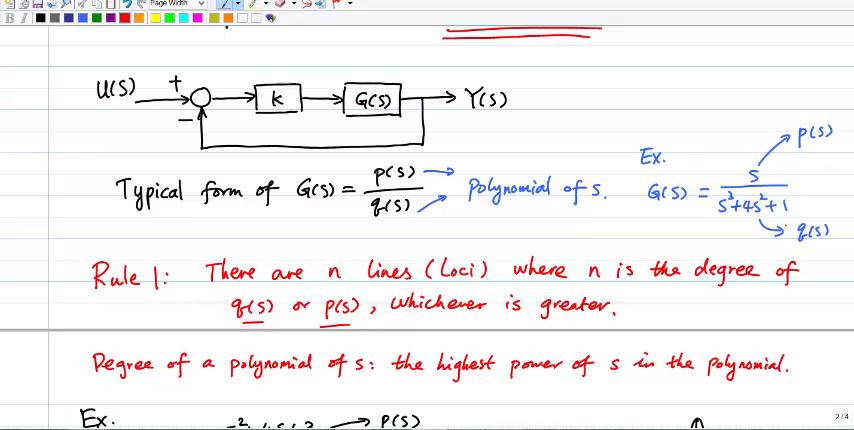 Page Width
B I
U(S) + K G(S) Y(S)
−
Ex.
p(s)
Typical form of G(S) = p(s) / q(s) Polynomial of s. G(S) = s / s³+4s²+1
q(s)
Rule 1: There are n lines (Loci) where n is the degree of
q(s) or p(s), whichever is greater.
Degree of a polynomial of s: the highest power of s in the polynomial.
2 / 4
Ex.
p(s)